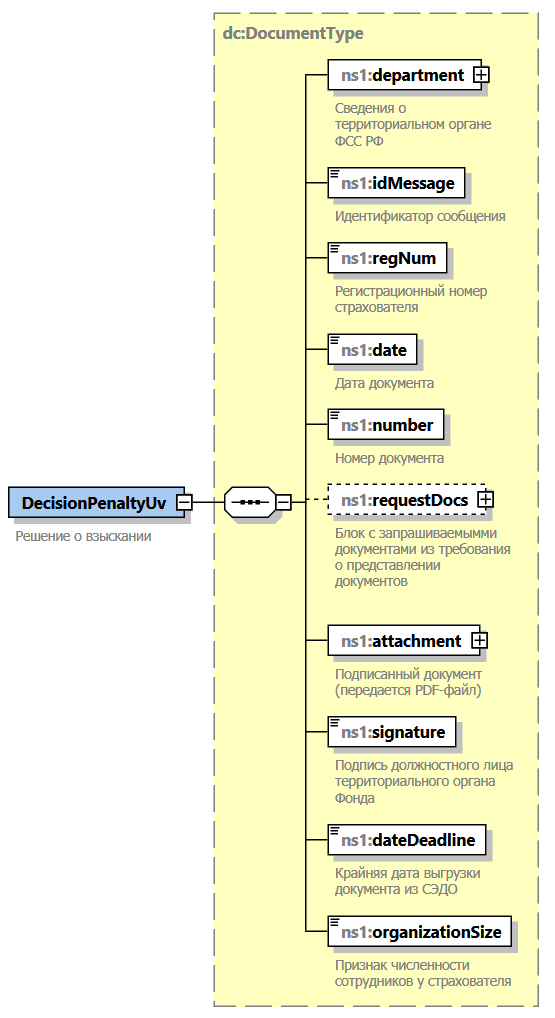 dc:DocumentType
ns1:department
Сведения о
территориальном органе
ФСС РФ
ns1:idMessage
Идентификатор сообщения
ns1:regNum
Регистрационный номер
страхователя
ns1:date
Дата документа
ns1:number
Номер документа
DecisionPenaltyUv
Решение о взыскании
ns1:requestDocs
Блок с запрашиваемымми
документами из требования
о представлении
документов
ns1:attachment
Подписанный документ
(передается PDF-файл)
ns1:signature
Подпись должностного лица
территориального органа
Фонда
ns1:dateDeadline
Крайняя дата выгрузки
документа из СЭДО
ns1:organizationSize
Признак численности
сотрудников у страхователя